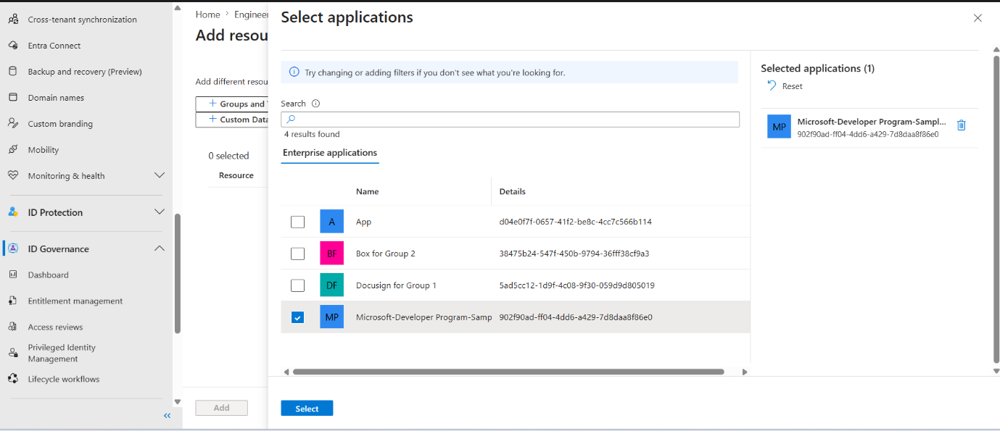 Cross-tenant synchronization
Entra Connect
Backup and recovery (Preview)
Domain names
Custom branding
Mobility
Monitoring & health
ID Protection
ID Governance
Dashboard
Entitlement management
Access reviews
Privileged Identity
Management
Lifecycle workflows
Home > Engineer
Add resou
Add different resou
+ Groups and
+ Custom Data
0 selected
Resource
Add
Select applications
Try changing or adding filters if you don't see what you're looking for.
Search
4 results found
Enterprise applications
Name Details
A App d04e0f7f-0657-41f2-be8c-4cc7c566b114
BF Box for Group 2 38475b24-547f-450b-9794-36fff38cf9a3
DF Docusign for Group 1 5ad5cc12-1d9f-4c08-9f30-059d9d805019
MP Microsoft-Developer Program-Samp 902f90ad-ff04-4dd6-a429-7d8daa8f86e0
Select
Selected applications (1)
Reset
MP Microsoft-Developer Program-Sampl...
902f90ad-ff04-4dd6-a429-7d8daa8f86e0